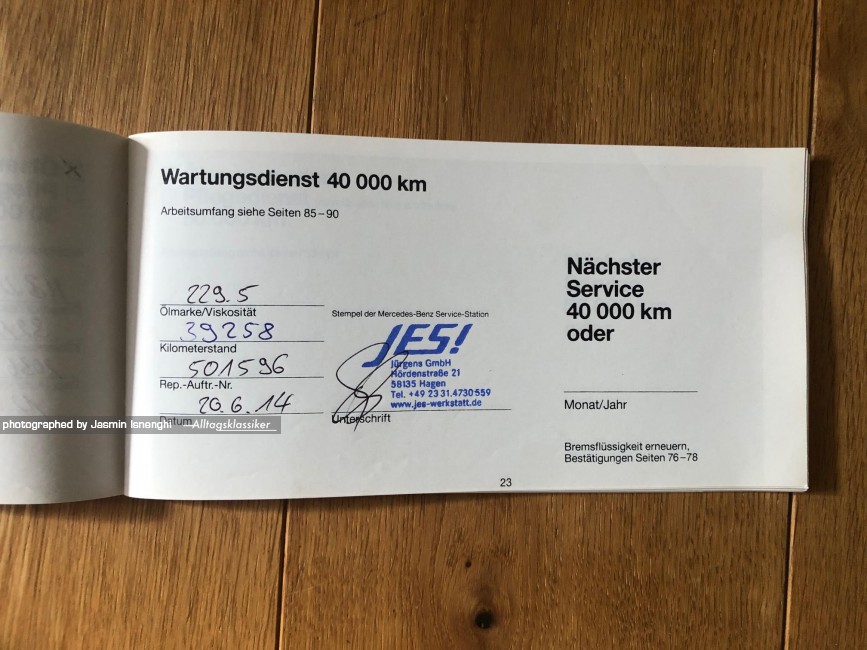 Wartungsdienst 40 000 km
Arbeitsumfang siehe Seiten 85–90
229.5
Ölmarke/Viskosität
39258
Kilometerstand
501596
Rep.-Auftr.-Nr.
20.6.14
Datum
Stempel der Mercedes-Benz Service-Station
JES!
Jürgens GmbH
Hördenstraße 21
58135 Hagen
Tel. +49 23 31.4730 559
www.jes-werkstatt.de
Unterschrift
Nächster
Service
40 000 km
oder
Monat/Jahr
Bremsflüssigkeit erneuern,
Bestätigungen Seiten 76–78
23
photographed by Jasmin Isnenghi — Alltagsklassiker